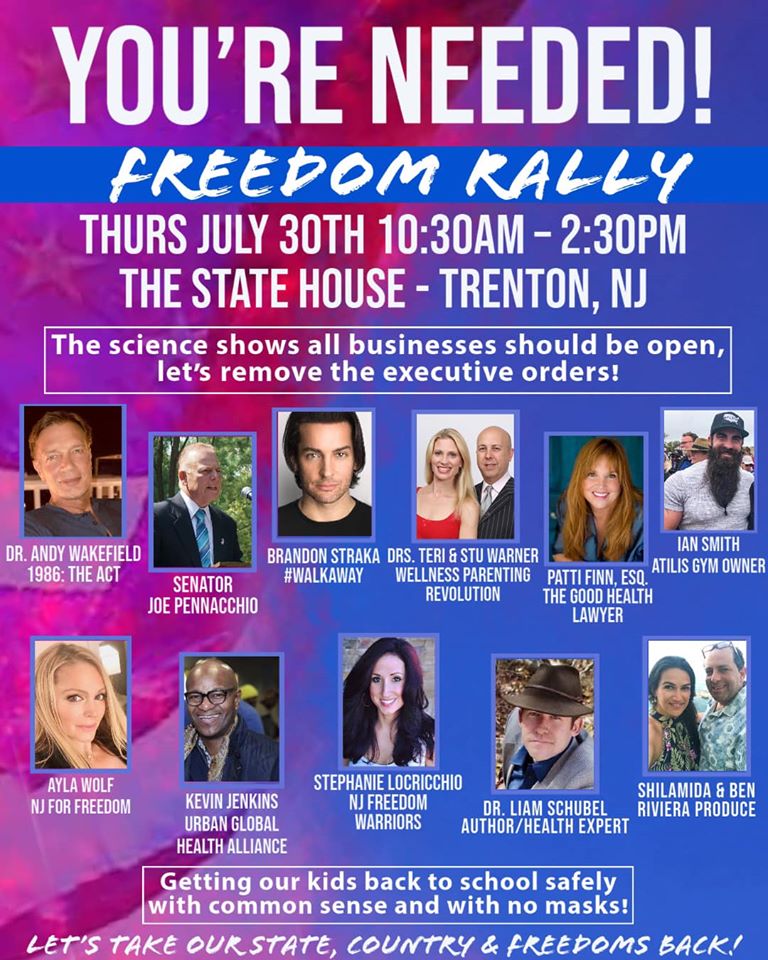 YOU'RE NEEDED!
FREEDOM RALLY
THURS JULY 30TH 10:30AM – 2:30PM
THE STATE HOUSE - TRENTON, NJ
The science shows all businesses should be open,
let's remove the executive orders!
DR. ANDY WAKEFIELD
1986: THE ACT
SENATOR
JOE PENNACCHIO
BRANDON STRAKA
#WALKAWAY
DRS. TERI & STU WARNER
WELLNESS PARENTING
REVOLUTION
PATTI FINN, ESQ.
THE GOOD HEALTH
LAWYER
IAN SMITH
ATILIS GYM OWNER
AYLA WOLF
NJ FOR FREEDOM
KEVIN JENKINS
URBAN GLOBAL
HEALTH ALLIANCE
STEPHANIE LOCRICCHIO
NJ FREEDOM
WARRIORS
DR. LIAM SCHUBEL
AUTHOR/HEALTH EXPERT
SHILAMIDA & BEN
RIVIERA PRODUCE
Getting our kids back to school safely
with common sense and with no masks!
LET'S TAKE OUR STATE, COUNTRY & FREEDOMS BACK!